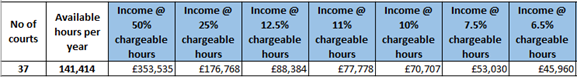 No of courts Available hours per year Income @ 50% chargeable hours Income @ 25% chargeable hours Income @ 12.5% chargeable hours Income @ 11% chargeable hours Income @ 10% chargeable hours Income @ 7.5% chargeable hours Income @ 6.5% chargeable hours
37 141,414 £353,535 £176,768 £88,384 £77,778 £70,707 £53,030 £45,960